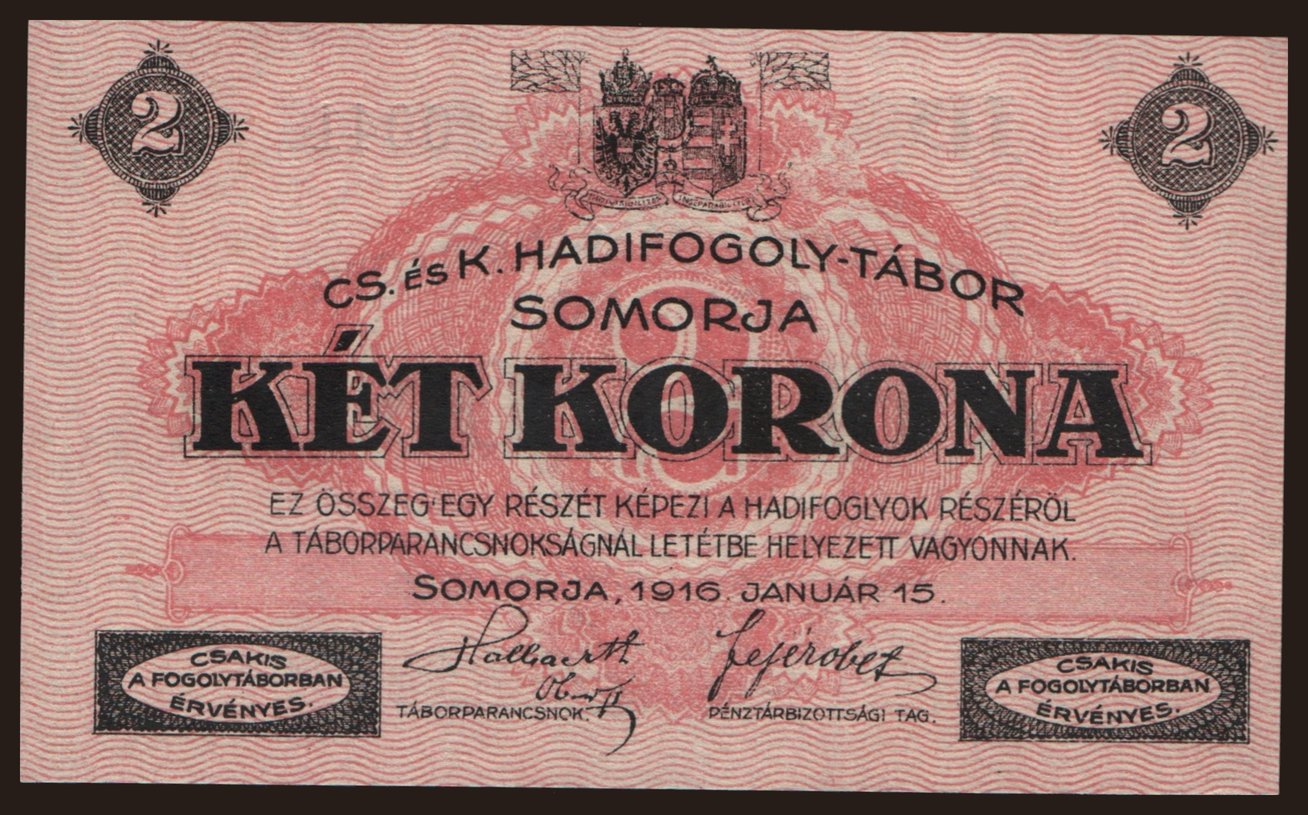 2
2
CS. ÉS K. HADIFOGOLY-TÁBOR
SOMORJA
KÉT KORONA
EZ ÖSSZEG EGY RÉSZÉT KÉPEZI A HADIFOGLYOK RÉSZÉRÖL
A TÁBORPARANCSNOKSÁGNÁL LETÉTBE HELYEZETT VAGYONNAK.
SOMORJA, 1916. JANUÁR 15.
CSAKIS
A FOGOLYTÁBORBAN
ÉRVÉNYES.
TÁBORPARANCSNOK.
PÉNZTÁRBIZOTTSÁGI TAG.
CSAKIS
A FOGOLYTÁBORBAN
ÉRVÉNYES.